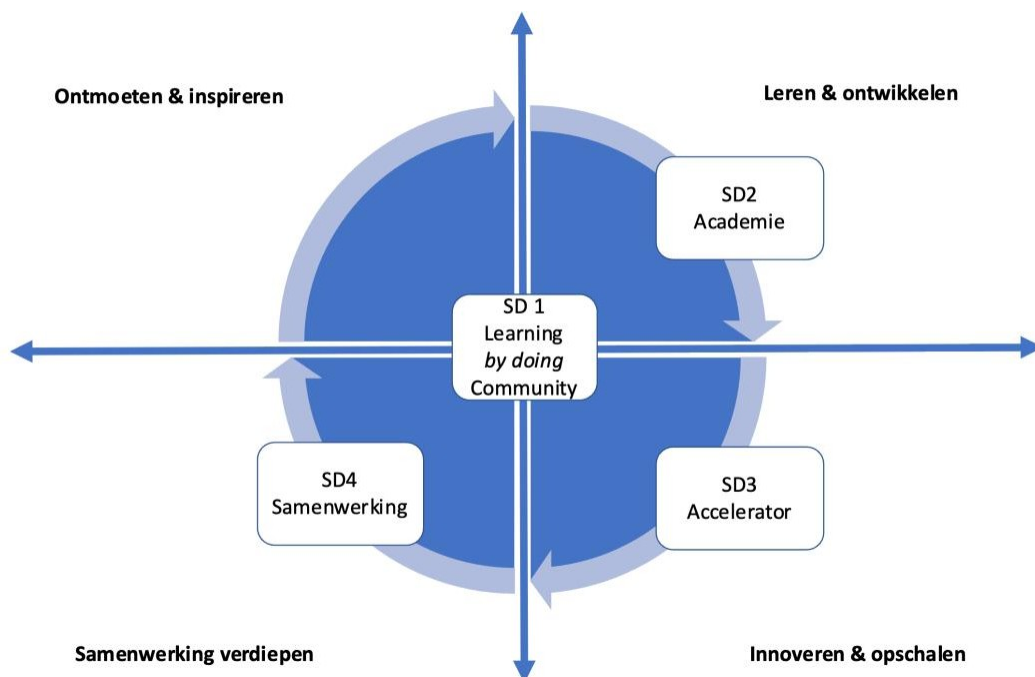 Ontmoeten & inspireren
Leren & ontwikkelen
SD2
Academie
SD 1
Learning
by doing
Community
SD4
Samenwerking
SD3
Accelerator
Samenwerking verdiepen
Innoveren & opschalen